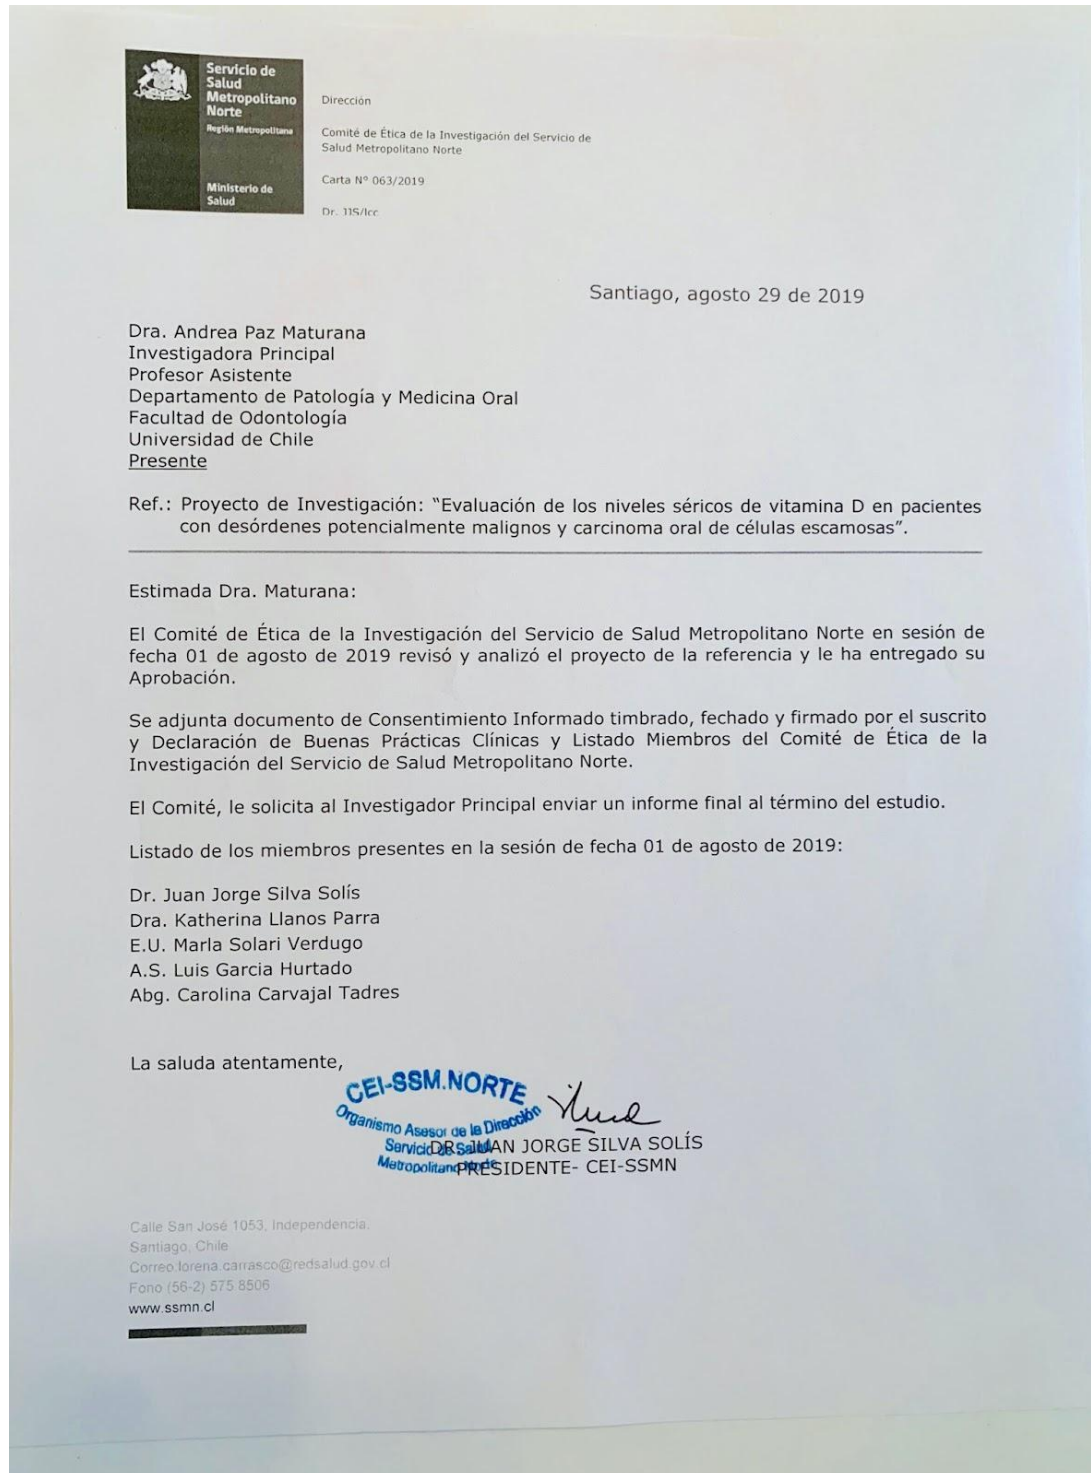 Servicio de
Salud
Metropolitano
Norte
Región Metropolitana
Ministerio de
Salud
Dirección
Comité de Ética de la Investigación del Servicio de
Salud Metropolitano Norte
Carta Nº 063/2019
Dr. JJS/lcc
Santiago, agosto 29 de 2019
Dra. Andrea Paz Maturana
Investigadora Principal
Profesor Asistente
Departamento de Patología y Medicina Oral
Facultad de Odontología
Universidad de Chile
Presente
Ref.: Proyecto de Investigación: “Evaluación de los niveles séricos de vitamina D en pacientes
con desórdenes potencialmente malignos y carcinoma oral de células escamosas”.
Estimada Dra. Maturana:
El Comité de Ética de la Investigación del Servicio de Salud Metropolitano Norte en sesión de
fecha 01 de agosto de 2019 revisó y analizó el proyecto de la referencia y le ha entregado su
Aprobación.
Se adjunta documento de Consentimiento Informado timbrado, fechado y firmado por el suscrito
y Declaración de Buenas Prácticas Clínicas y Listado Miembros del Comité de Ética de la
Investigación del Servicio de Salud Metropolitano Norte.
El Comité, le solicita al Investigador Principal enviar un informe final al término del estudio.
Listado de los miembros presentes en la sesión de fecha 01 de agosto de 2019:
Dr. Juan Jorge Silva Solís
Dra. Katherina Llanos Parra
E.U. Marla Solari Verdugo
A.S. Luis Garcia Hurtado
Abg. Carolina Carvajal Tadres
La saluda atentamente,
CEI-SSM.NORTE
Organismo Asesor de la Dirección
Servicio de Salud
Metropolitano Norte
DR. JUAN JORGE SILVA SOLÍS
PRESIDENTE- CEI-SSMN
Calle San José 1053, Independencia.
Santiago, Chile
Correo:lorena.carrasco@redsalud.gov.cl
Fono (56-2) 575 8506
www.ssmn.cl